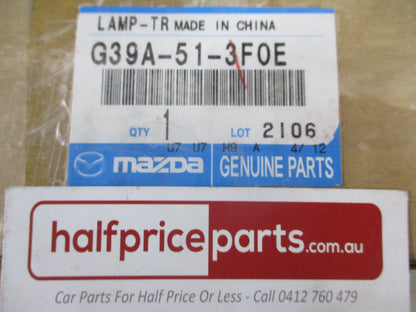 LAMP-TR MADE IN CHINA
G39A-51-3F0E
QTY 1 LOT 2106
U7 U7 H9 A 4/ 12
mazda GENUINE PARTS
halfpriceparts.com.au
Car Parts For Half Price Or Less - Call 0412 760 479